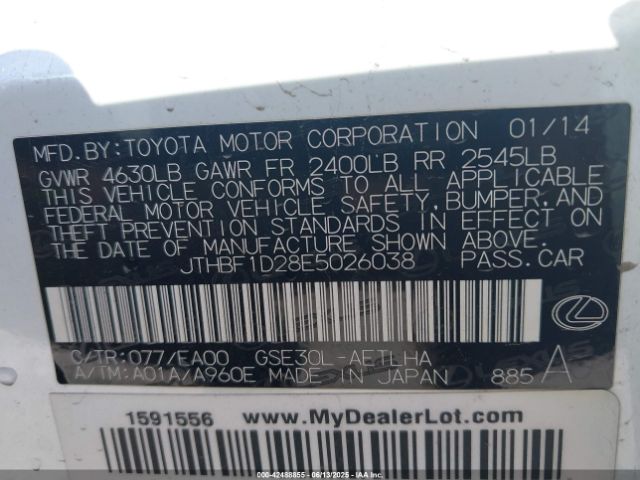 MFD.BY:TOYOTA MOTOR CORPORATION 01/14
GVWR 4630LB GAWR FR 2400LB RR 2545LB
THIS VEHICLE CONFORMS TO ALL APPLICABLE
FEDERAL MOTOR VEHICLE SAFETY,BUMPER,AND
THEFT PREVENTION STANDARDS IN EFFECT ON
THE DATE OF MANUFACTURE SHOWN ABOVE.
JTHBF1D28E5026038 PASS.CAR
C/TR:077/EA00 GSE30L-AETLHA
A/TM:A01A/A960E MADE IN JAPAN 885 A
1591556 www.MyDealerLot.com
000-42488855 - 06/13/2025 - IAA Inc.